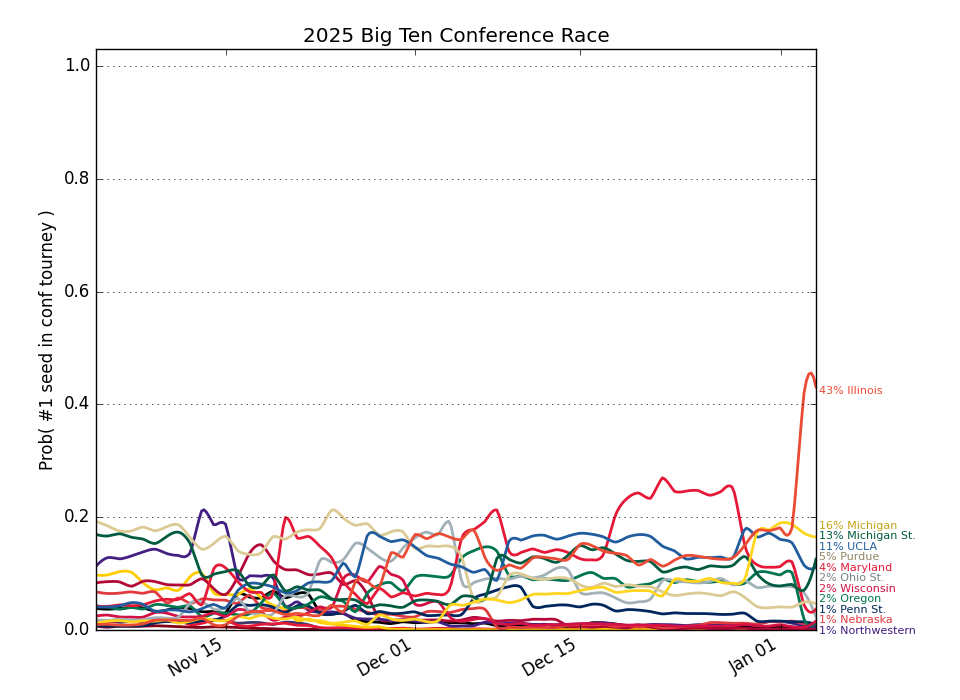 2025 Big Ten Conference Race
Prob( #1 seed in conf tourney )
1.0
0.8
0.6
0.4
0.2
0.0
Nov 15
Dec 01
Dec 15
Jan 01
43% Illinois
16% Michigan
13% Michigan St.
11% UCLA
5% Purdue
4% Maryland
2% Ohio St.
2% Wisconsin
2% Oregon
1% Penn St.
1% Nebraska
1% Northwestern